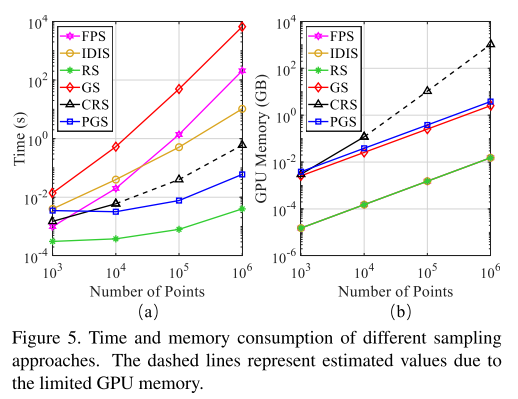 10^4
10^2
10^0
10^-2
10^-4
Time (s)
FPS
IDIS
RS
GS
CRS
PGS
10^3
10^4
10^5
10^6
Number of Points
(a)
10^4
10^2
10^0
10^-2
10^-4
10^-6
GPU Memory (GB)
FPS
IDIS
RS
GS
CRS
PGS
10^3
10^4
10^5
10^6
Number of Points
(b)
Figure 5. Time and memory consumption of different sampling
approaches. The dashed lines represent estimated values due to
the limited GPU memory.